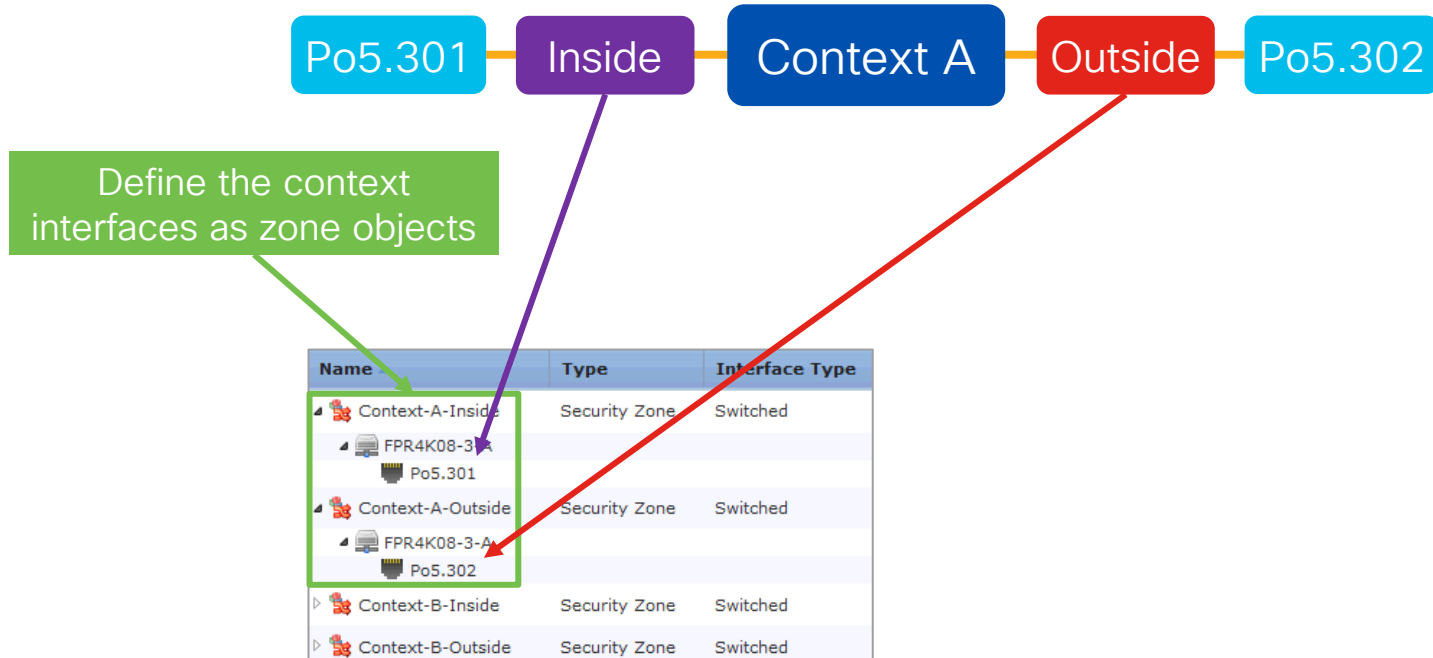 Po5.301 Inside Context A Outside Po5.302
Define the context
interfaces as zone objects
Name Type Interface Type
Context-A-Inside Security Zone Switched
FPR4K08-3-A
Po5.301
Context-A-Outside Security Zone Switched
FPR4K08-3-A
Po5.302
Context-B-Inside Security Zone Switched
Context-B-Outside Security Zone Switched